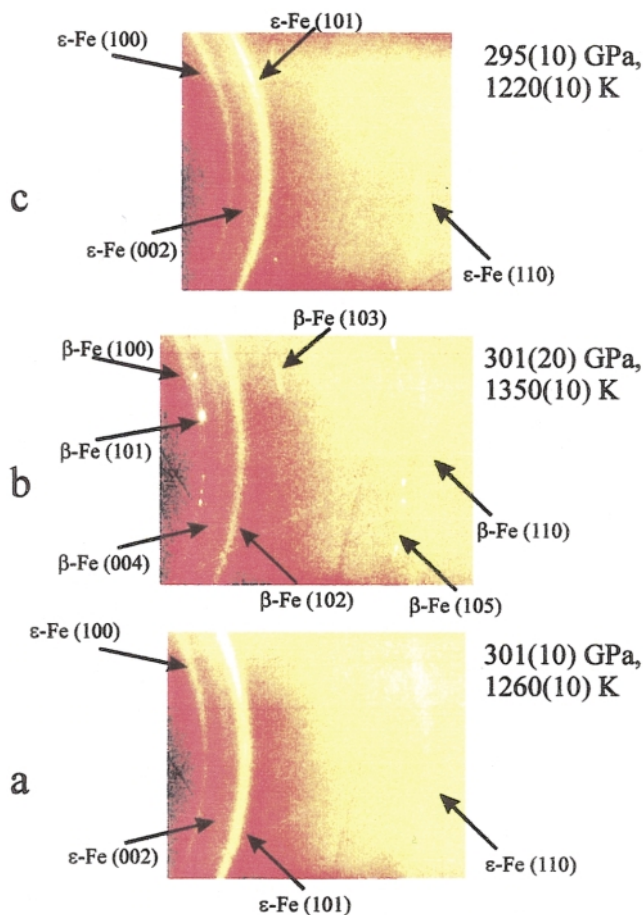 ε-Fe (101)
ε-Fe (100)
295(10) GPa,
1220(10) K
c
ε-Fe (002)
ε-Fe (110)
β-Fe (103)
β-Fe (100)
301(20) GPa,
1350(10) K
β-Fe (101)
b
β-Fe (110)
β-Fe (004)
β-Fe (102)
β-Fe (105)
ε-Fe (100)
301(10) GPa,
1260(10) K
a
ε-Fe (002)
ε-Fe (110)
ε-Fe (101)